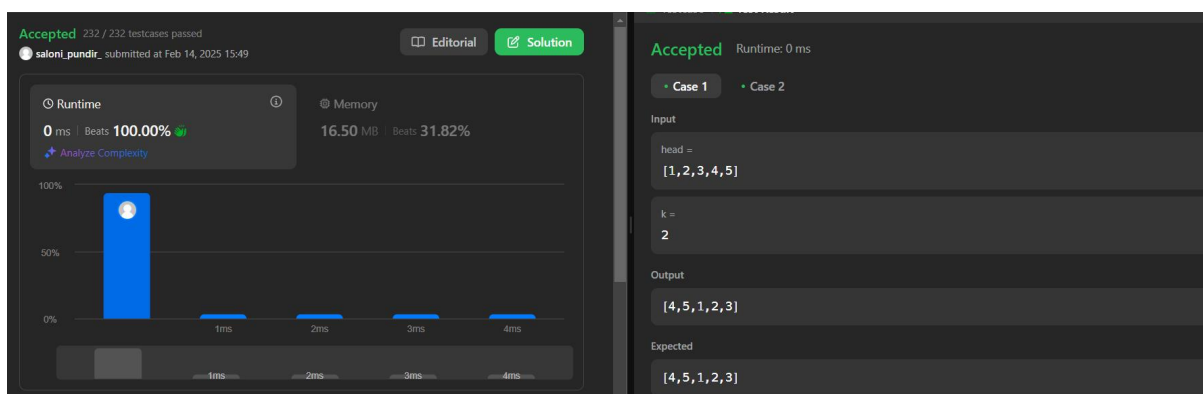 Accepted 232 / 232 testcases passed
saloni_pundir_ submitted at Feb 14, 2025 15:49
Editorial
Solution
Runtime
0 ms | Beats 100.00%
Analyze Complexity
Memory
16.50 MB | Beats 31.82%
100%
50%
0%
1ms 2ms 3ms 4ms
1ms 2ms 3ms 4ms
Accepted Runtime: 0 ms
• Case 1 • Case 2
Input
head =
[1,2,3,4,5]
k =
2
Output
[4,5,1,2,3]
Expected
[4,5,1,2,3]